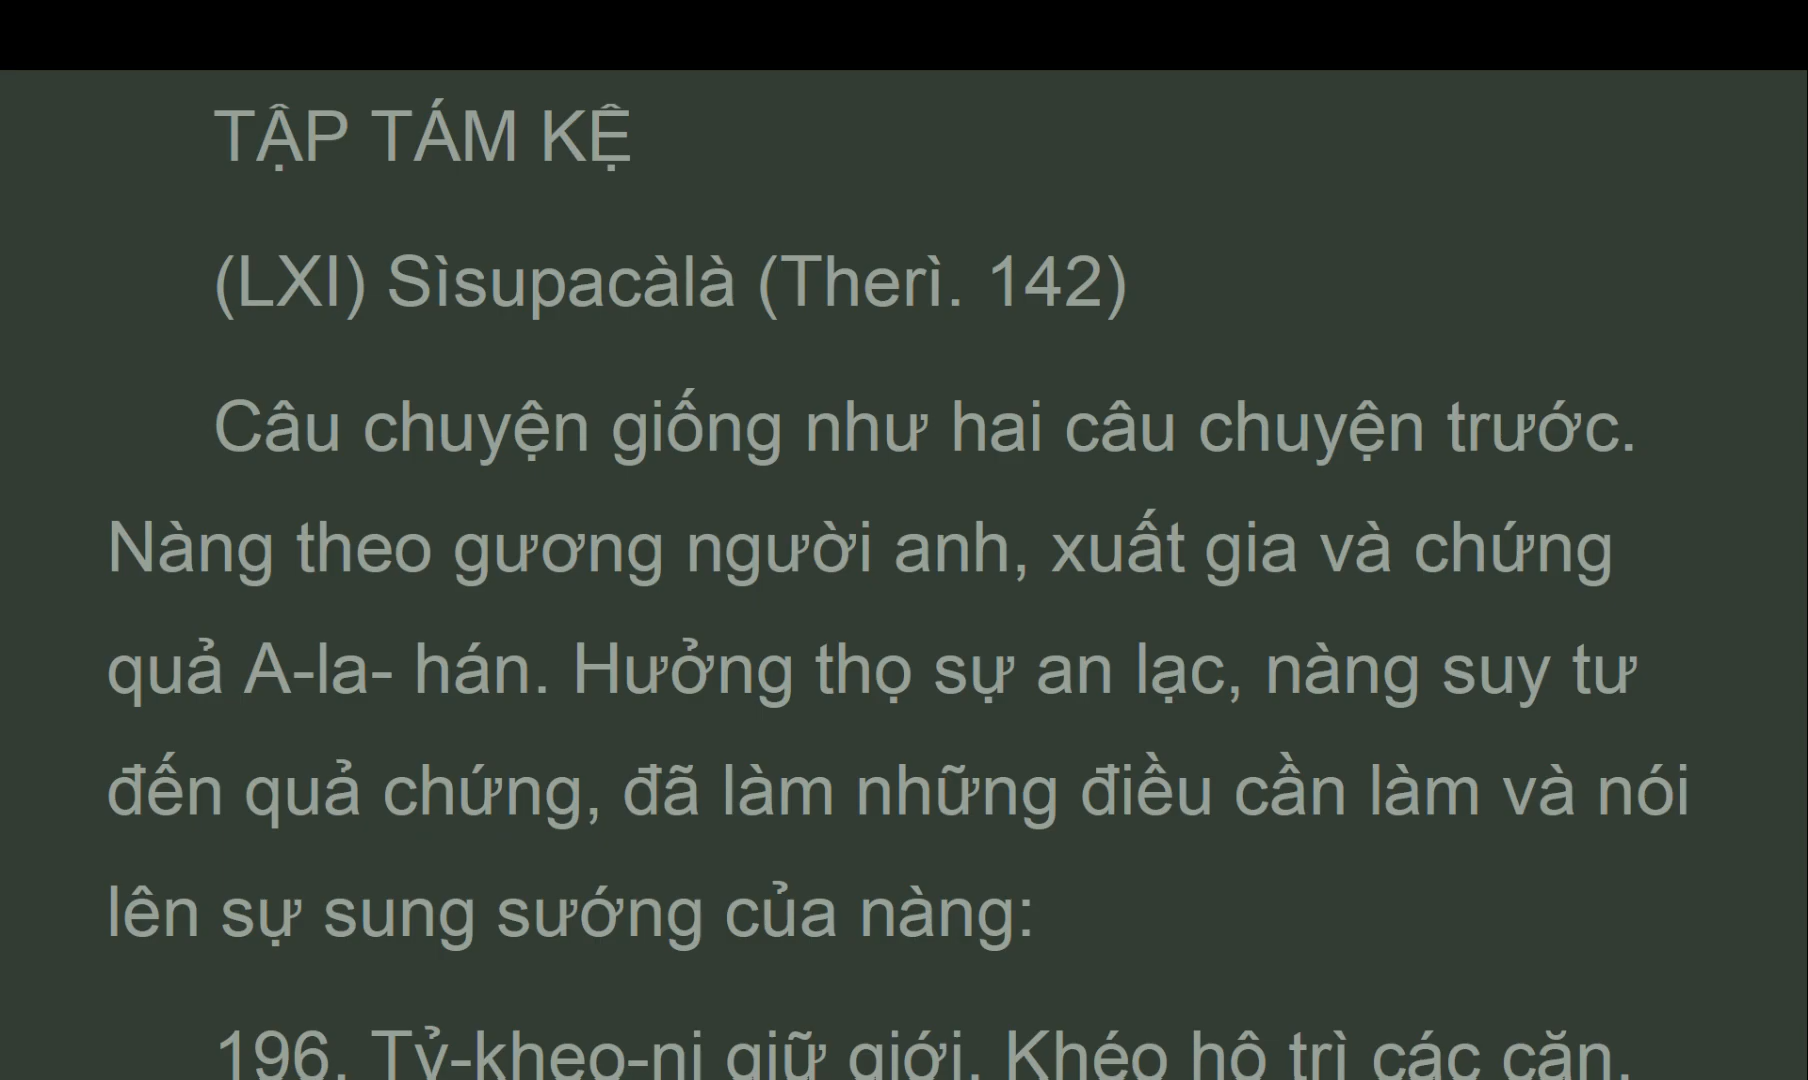 TẬP TÁM KỆ
(LXI) Sìsupacàlà (Therì. 142)
Câu chuyện giống như hai câu chuyện trước.
Nàng theo gương người anh, xuất gia và chứng
quả A-la- hán. Hưởng thọ sự an lạc, nàng suy tư
đến quả chứng, đã làm những điều cần làm và nói
lên sự sung sướng của nàng:
196. Tỷ-kheo-ni giữ giới, Khéo hộ trì các căn,